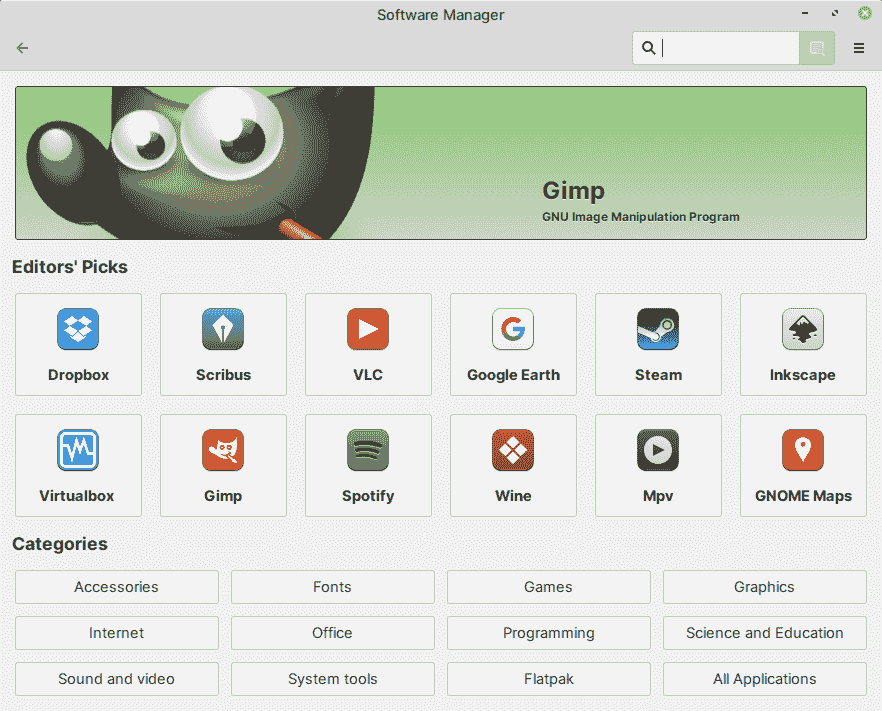 Software Manager
Gimp
GNU Image Manipulation Program
Editors' Picks
Dropbox
Scribus
VLC
Google Earth
Steam
Inkscape
Virtualbox
Gimp
Spotify
Wine
Mpv
GNOME Maps
Categories
Accessories
Fonts
Games
Graphics
Internet
Office
Programming
Science and Education
Sound and video
System tools
Flatpak
All Applications